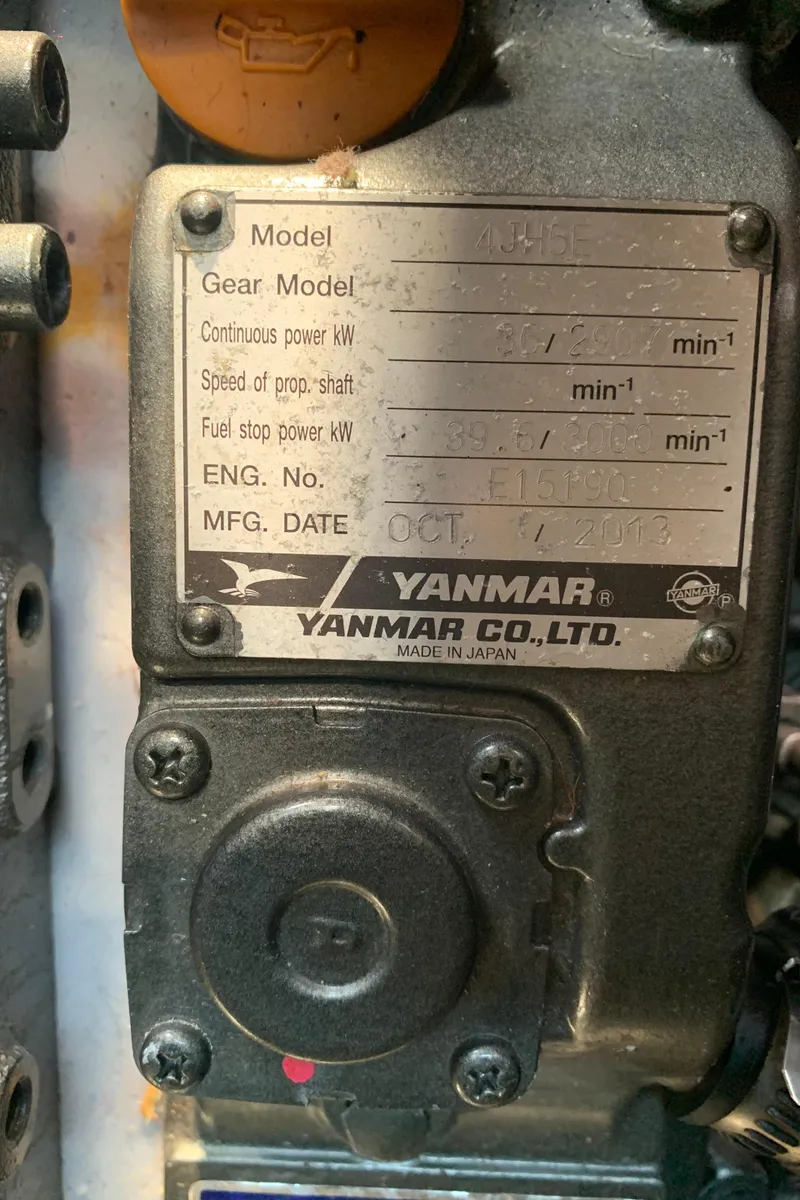 Model 4JH5E
Gear Model
Continuous power kW 36/2907 min-1
Speed of prop. shaft min-1
Fuel stop power kW 39.6/3000 min-1
ENG. No. E15190
MFG. DATE OCT. / 2013
YANMAR® YANMAR P
YANMAR CO.,LTD.
MADE IN JAPAN